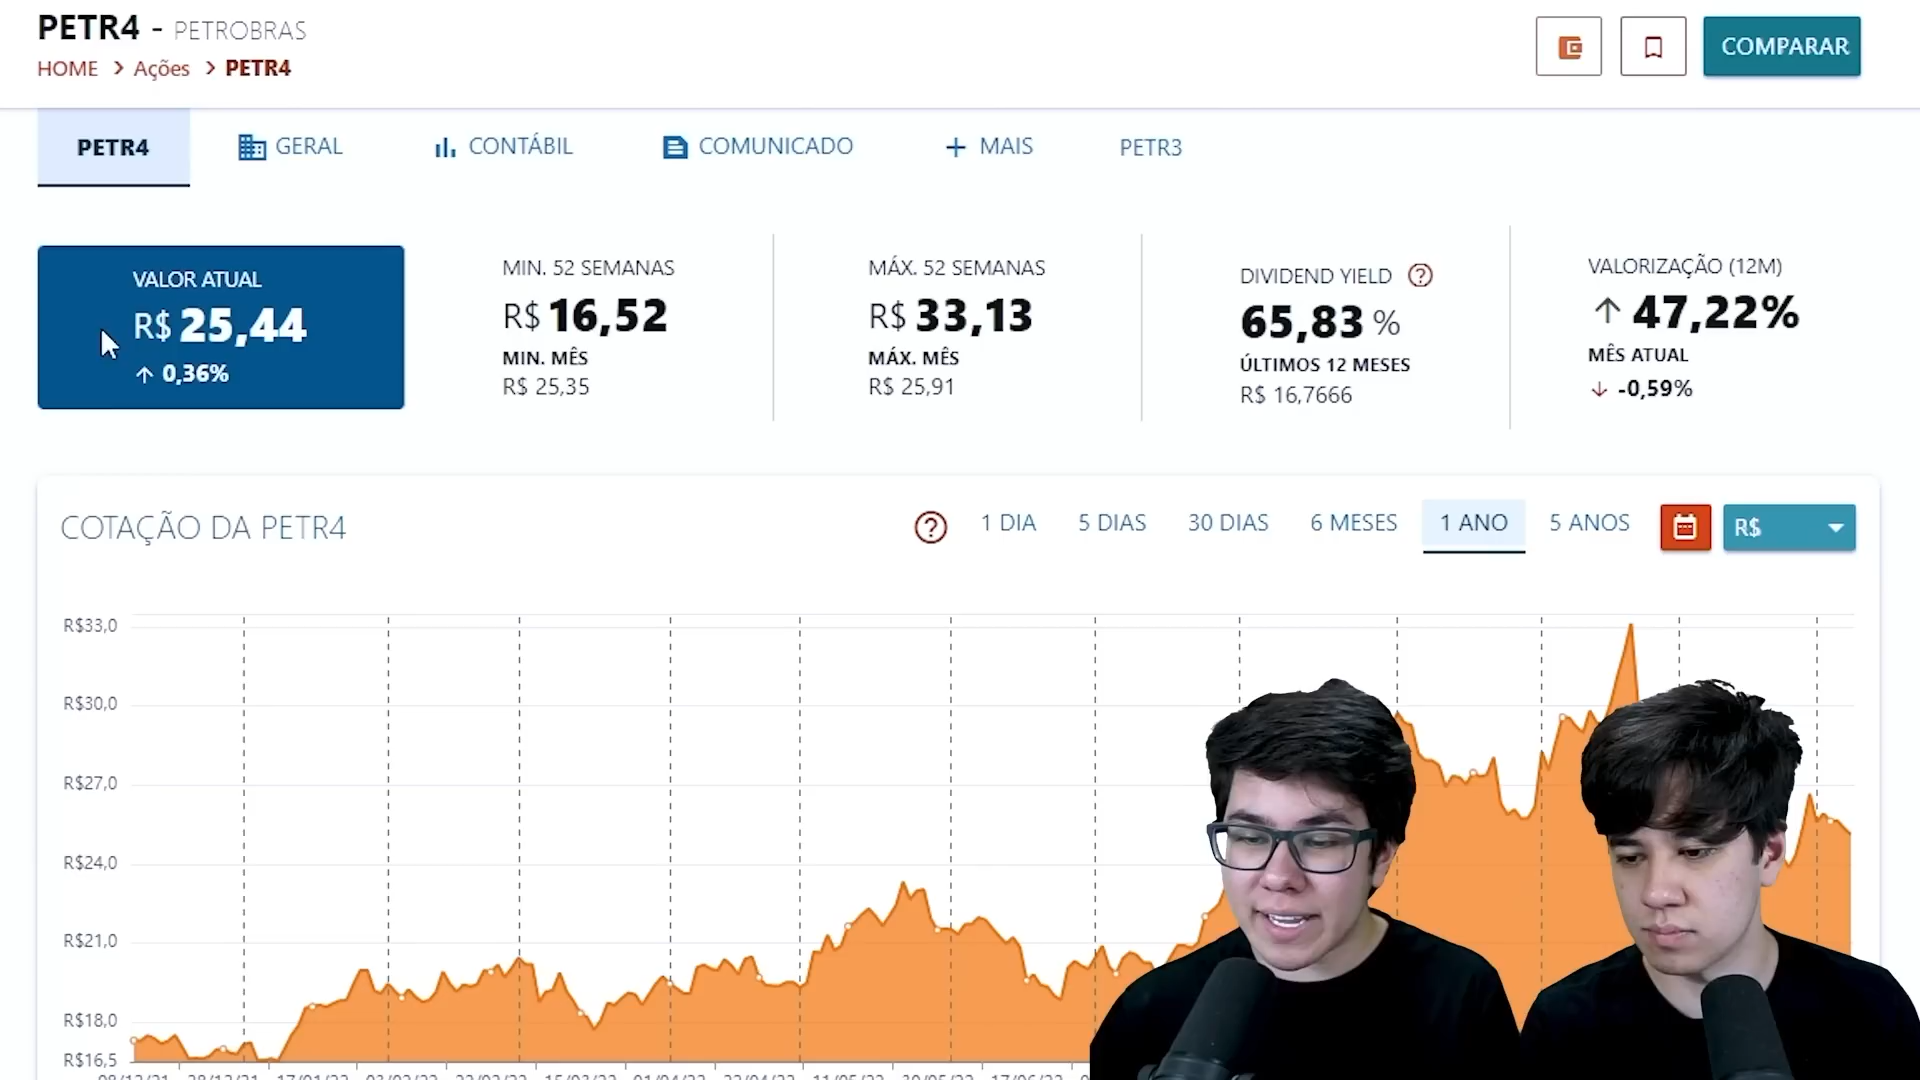 PETR4 - PETROBRAS
HOME > Ações > PETR4
COMPARAR
PETR4 GERAL CONTÁBIL COMUNICADO + MAIS PETR3
VALOR ATUAL
R$ 25,44
↑ 0,36%
MIN. 52 SEMANAS
R$ 16,52
MIN. MÊS
R$ 25,35
MÁX. 52 SEMANAS
R$ 33,13
MÁX. MÊS
R$ 25,91
DIVIDEND YIELD ?
65,83 %
ÚLTIMOS 12 MESES
R$ 16,7666
VALORIZAÇÃO (12M)
↑ 47,22%
MÊS ATUAL
↓ -0,59%
COTAÇÃO DA PETR4
? 1 DIA 5 DIAS 30 DIAS 6 MESES 1 ANO 5 ANOS R$
R$33,0
R$30,0
R$27,0
R$24,0
R$21,0
R$18,0
R$16,5